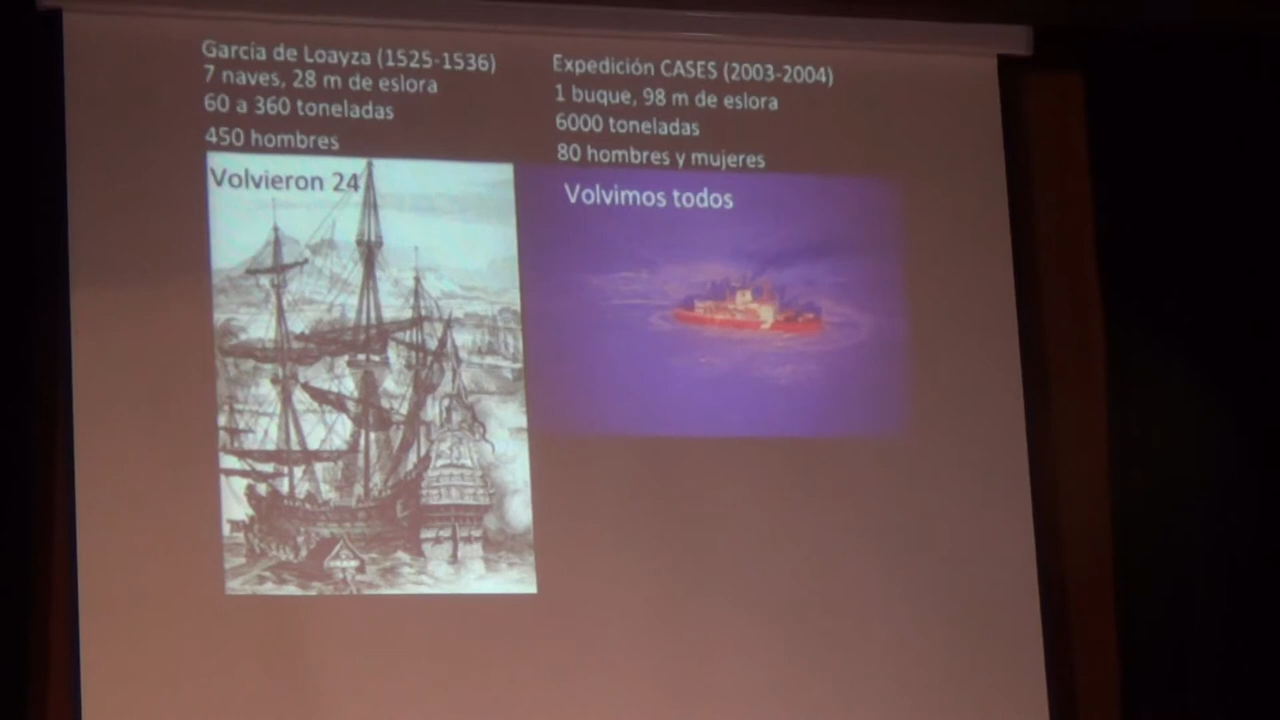 García de Loayza (1525-1536)
7 naves, 28 m de eslora
60 a 360 toneladas
450 hombres
Volvieron 24
Expedición CASES (2003-2004)
1 buque, 98 m de eslora
6000 toneladas
80 hombres y mujeres
Volvimos todos